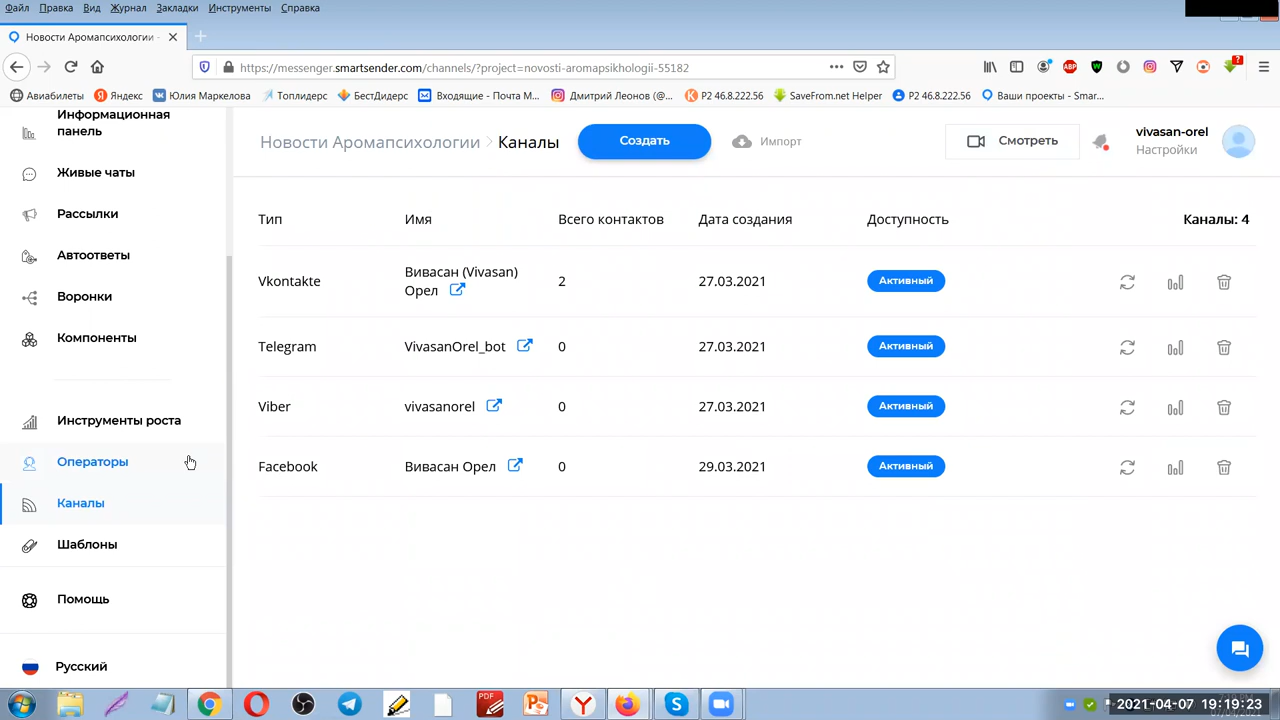 Файл Правка Вид Журнал Закладки Инструменты Справка
Новости Аромапсихологии -
https://messenger.smartsender.com/channels/?project=novosti-aromapsikhologii-55182
ABP
W
?
Авиабилеты Яндекс Юлия Маркелова Топлидерс БестДидерс Входящие - Почта M... Дмитрий Леонов (@... P2 46.8.222.56 SaveFrom.net Helper P2 46.8.222.56 Ваши проекты - Smar...
Информационная
панель
Живые чаты
Рассылки
Автоответы
Воронки
Компоненты
Инструменты роста
Операторы
Каналы
Шаблоны
Помощь
Русский
Новости Аромапсихологии > Каналы
Создать
Импорт
Смотреть
vivasan-orel
Настройки
Тип Имя Всего контактов Дата создания Доступность Каналы: 4
Vkontakte Вивасан (Vivasan)
Орел 2 27.03.2021 Активный
Telegram VivasanOrel_bot 0 27.03.2021 Активный
Viber vivasanorel 0 27.03.2021 Активный
Facebook Вивасан Орел 0 29.03.2021 Активный
PDF
2021-04-07 19:19:23